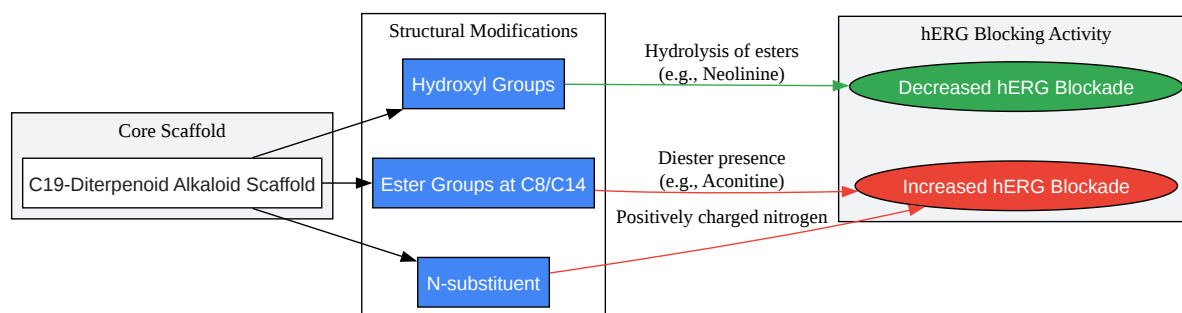 Structural Modifications
hERG Blocking Activity
Hydrolysis of esters
(e.g., Neolinine)
Hydroxyl Groups
Decreased hERG Blockade
Core Scaffold
C19-Diterpenoid Alkaloid Scaffold
Diester presence
(e.g., Aconitine)
Ester Groups at C8/C14
Increased hERG Blockade
Positively charged nitrogen
N-substituent